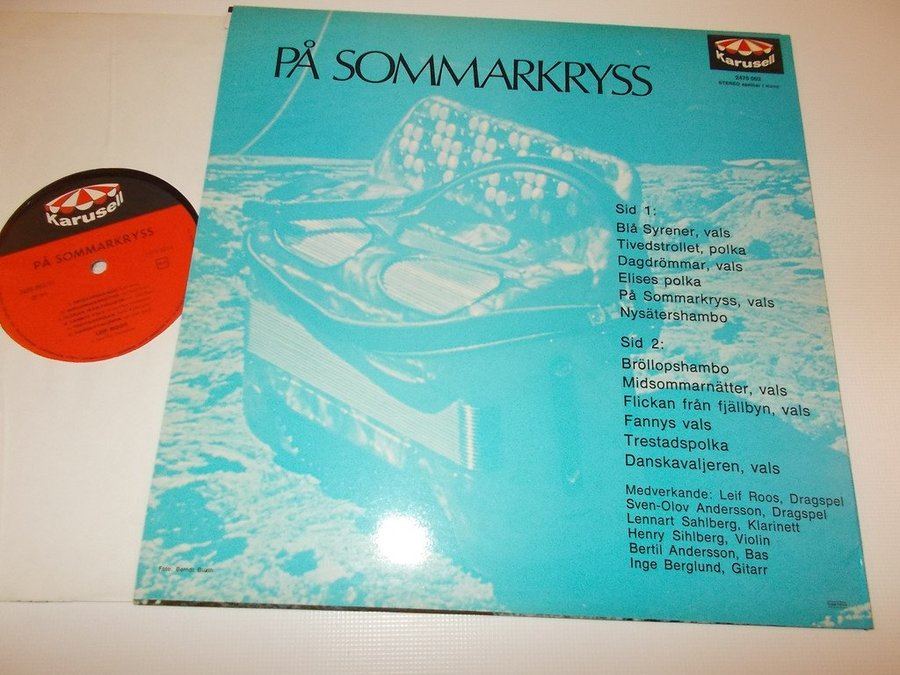 PÅ SOMMARKRYSS
Karusell
2475 003
STEREO
Sid 1:
Blå Syrener, vals
Tivedstrollet, polka
Dagdrömmar, vals
Elises polka
På Sommarkryss, vals
Nysätershambo
Sid 2:
Bröllopshambo
Midsommarnätter, vals
Flickan från fjällbyn, vals
Fannys vals
Trestadspolka
Danskavaljeren, vals
Medverkande: Leif Roos, Dragspel
Sven-Olov Andersson, Dragspel
Lennart Sahlberg, Klarinett
Henry Sihlberg, Violin
Bertil Andersson, Bas
Inge Berglund, Gitarr
Karusell
PÅ SOMMARKRYSS
LEIF ROOS